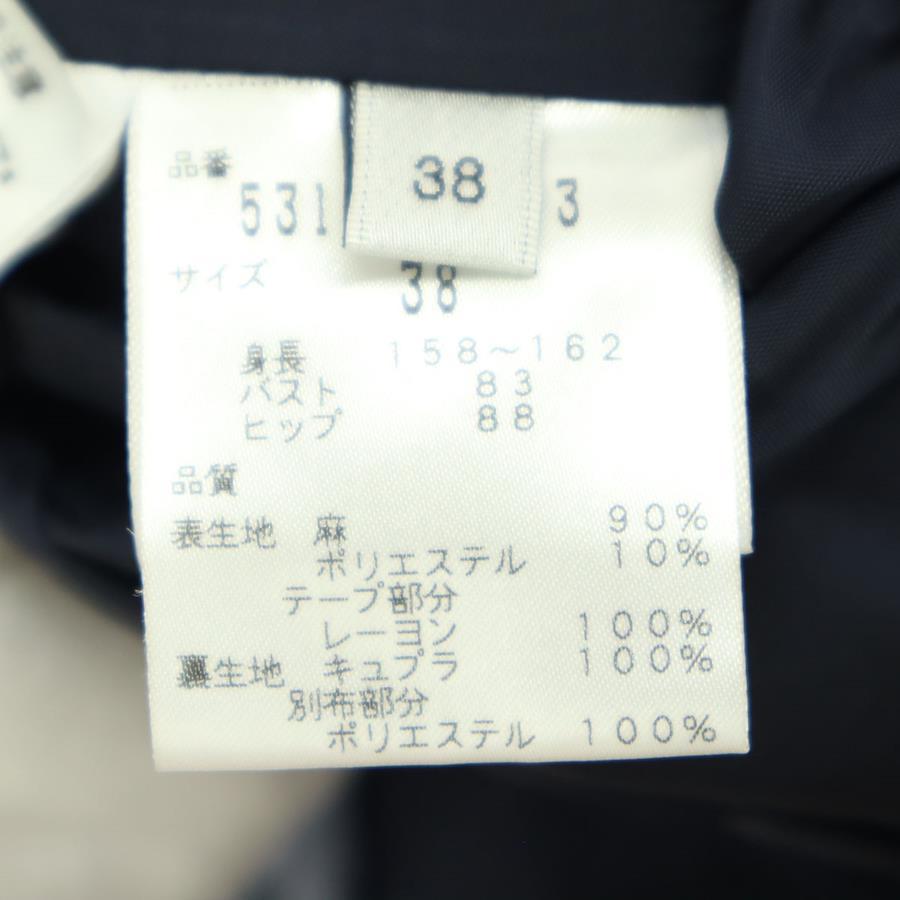 品番
38
531 3
サイズ 38
身長 158～162
バスト 83
ヒップ 88
品質
表生地 麻 90%
ポリエステル 10%
テープ部分
レーヨン 100%
裏生地 キュプラ 100%
別布部分
ポリエステル 100%